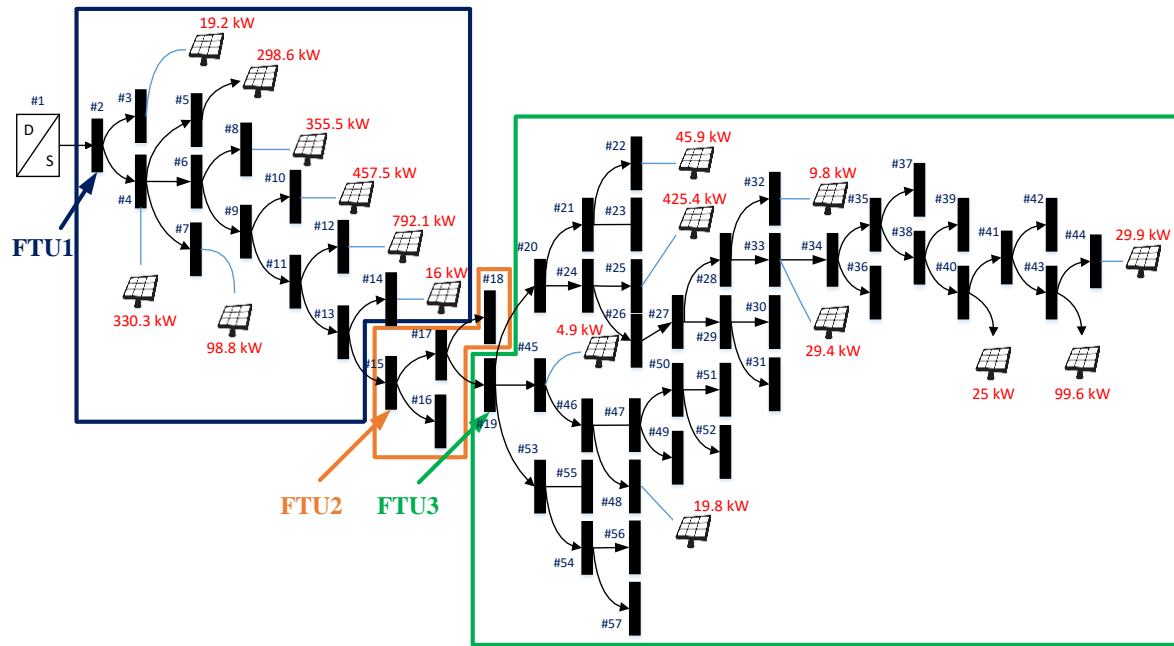 19.2 kW
298.6 kW
#1
D
S
#2
#3
#5
#8
355.5 kW
#6
#4
#10
457.5 kW
#7
#9
#12
792.1 kW
FTU1
#11
#14
16 kW
#13
330.3 kW
98.8 kW
#15
#17
#16
#18
FTU2
FTU3
#19
#20
#21
#22
45.9 kW
#23
425.4 kW
#24
#25
#26
#27
4.9 kW
#45
#28
#32
9.8 kW
#33
#34
#29
#30
#31
29.4 kW
#35
#36
#37
#38
#39
#40
#41
#42
#43
#44
29.9 kW
25 kW
99.6 kW
#46
#47
#50
#51
#49
#52
#48
19.8 kW
#53
#55
#54
#56
#57